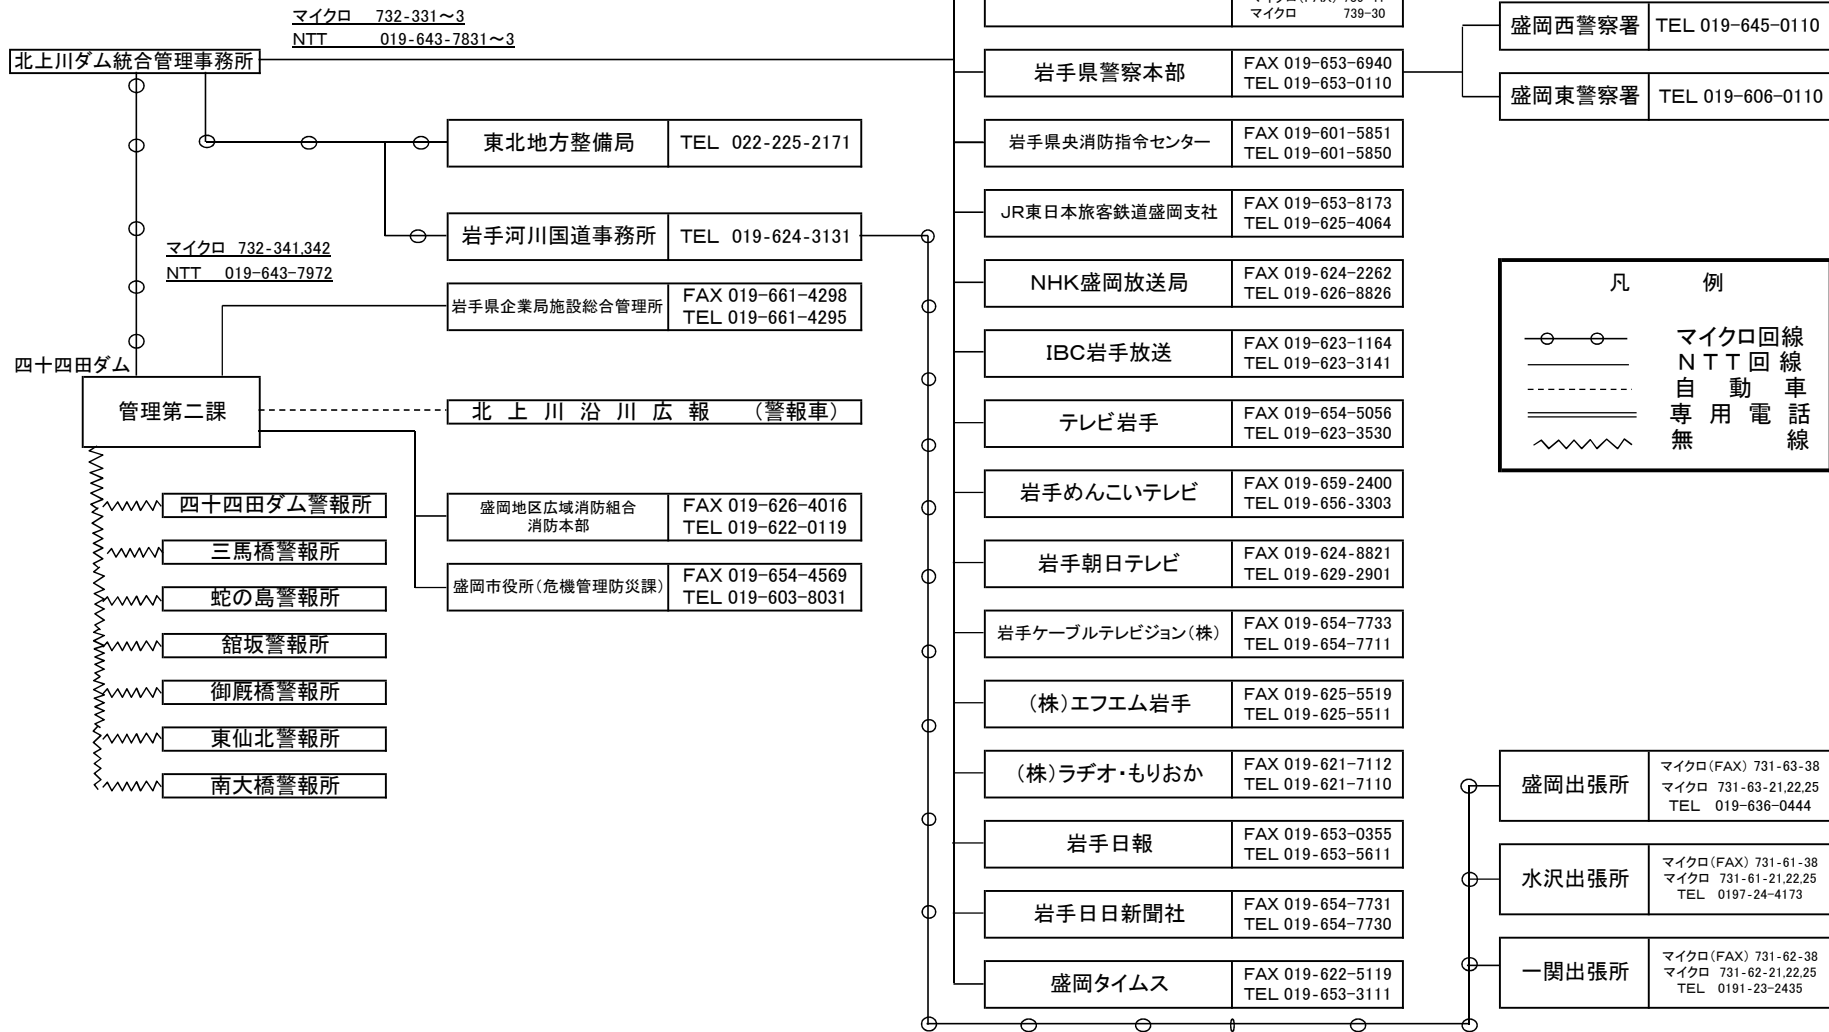 マイクロ 732-331～3
NTT 019-643-7831～3
北上川ダム統合管理事務所
東北地方整備局 TEL 022-225-2171
岩手河川国道事務所 TEL 019-624-3131
マイクロ 732-341,342
NTT 019-643-7972
岩手県企業局施設総合管理所 FAX 019-661-4298
TEL 019-661-4295
四十四田ダム
管理第二課
北上川沿川広報 （警報車）
四十四田ダム警報所
三馬橋警報所
蛇の島警報所
舘坂警報所
御厩橋警報所
東仙北警報所
南大橋警報所
盛岡地区広域消防組合
消防本部
FAX 019-626-4016
TEL 019-622-0119
盛岡市役所(危機管理防災課) FAX 019-654-4569
TEL 019-603-8031
マイクロ 739-30
岩手県警察本部 FAX 019-653-6940
TEL 019-653-0110
岩手県央消防指令センター FAX 019-601-5851
TEL 019-601-5850
JR東日本旅客鉄道盛岡支社 FAX 019-653-8173
TEL 019-625-4064
NHK盛岡放送局 FAX 019-624-2262
TEL 019-626-8826
IBC岩手放送 FAX 019-623-1164
TEL 019-623-3141
テレビ岩手 FAX 019-654-5056
TEL 019-623-3530
岩手めんこいテレビ FAX 019-659-2400
TEL 019-656-3303
岩手朝日テレビ FAX 019-624-8821
TEL 019-629-2901
岩手ケーブルテレビジョン(株) FAX 019-654-7733
TEL 019-654-7711
(株)エフエム岩手 FAX 019-625-5519
TEL 019-625-5511
(株)ラヂオ・もりおか FAX 019-621-7112
TEL 019-621-7110
岩手日報 FAX 019-653-0355
TEL 019-653-5611
岩手日日新聞社 FAX 019-654-7731
TEL 019-654-7730
盛岡タイムス FAX 019-622-5119
TEL 019-653-3111
盛岡西警察署 TEL 019-645-0110
盛岡東警察署 TEL 019-606-0110
凡 例
マイクロ回線
NTT回線
自動車
専用電話
無線
盛岡出張所 マイクロ(FAX) 731-63-38
マイクロ 731-63-21,22,25
TEL 019-636-0444
水沢出張所 マイクロ(FAX) 731-61-38
マイクロ 731-61-21,22,25
TEL 0197-24-4173
一関出張所 マイクロ(FAX) 731-62-38
マイクロ 731-62-21,22,25
TEL 0191-23-2435